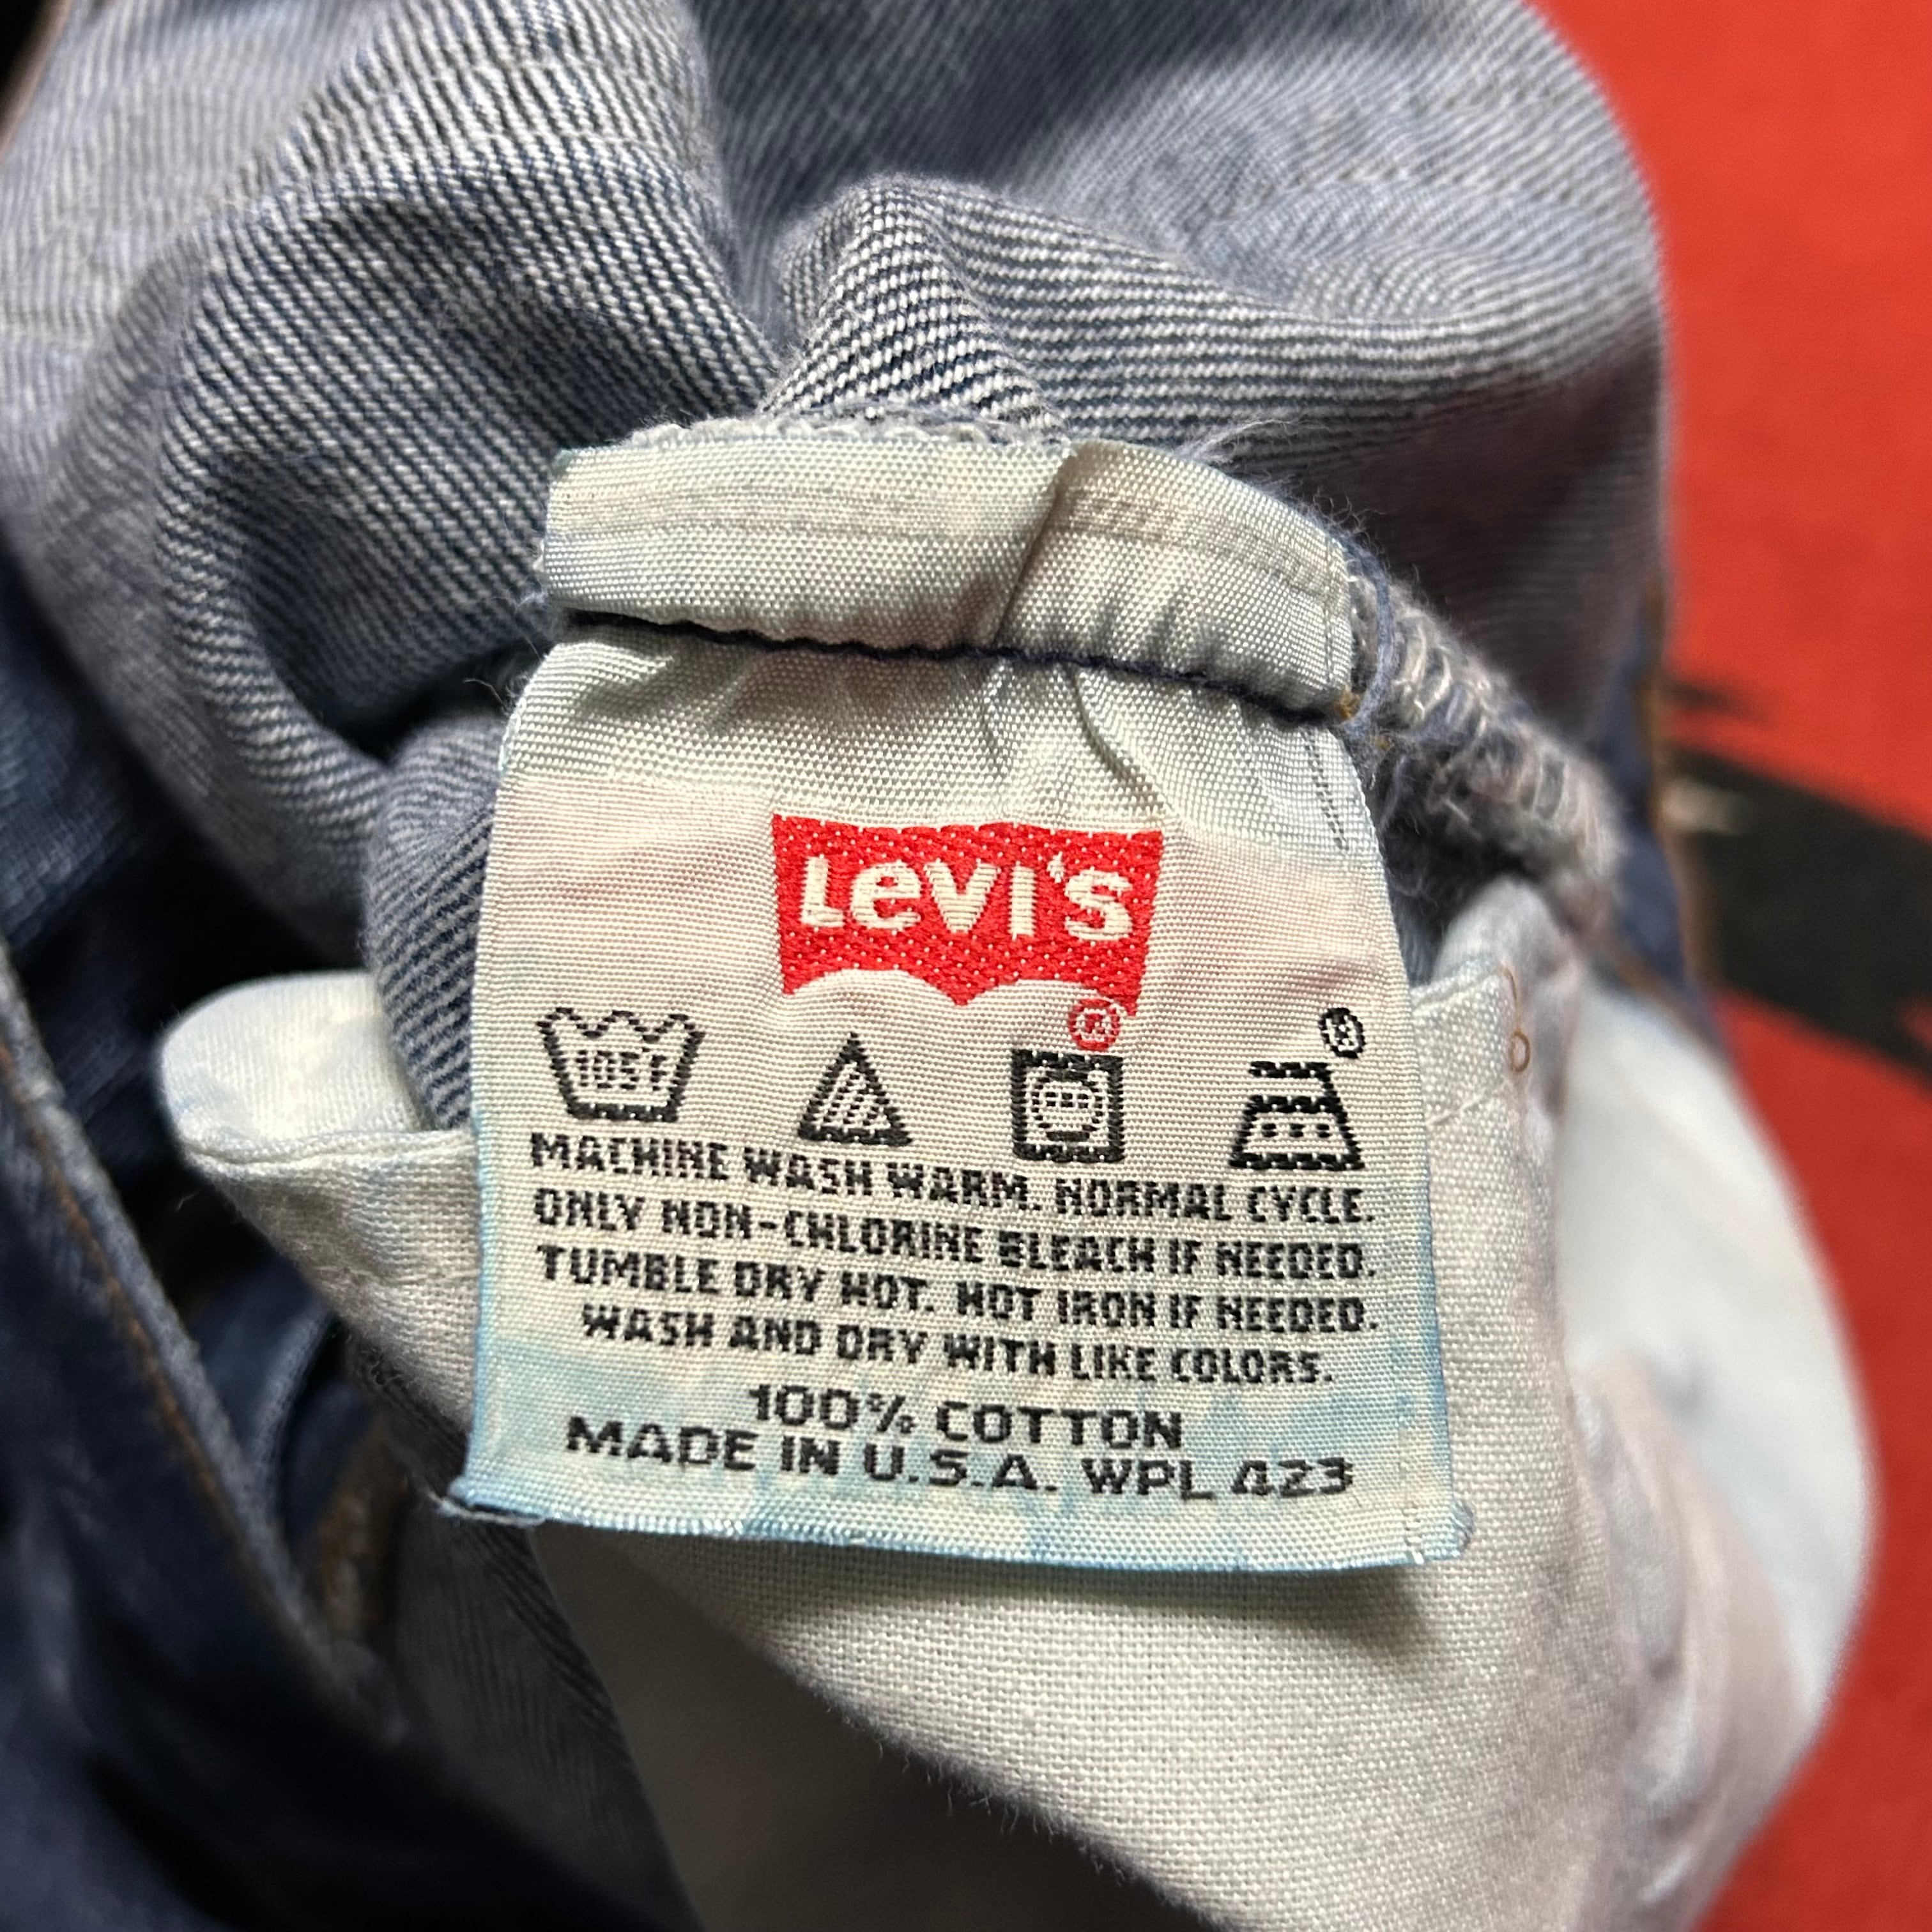 Levi's
®
105°F
®
MACHINE WASH WARM. NORMAL CYCLE.
ONLY NON-CHLORINE BLEACH IF NEEDED.
TUMBLE DRY HOT. HOT IRON IF NEEDED.
WASH AND DRY WITH LIKE COLORS.
100% COTTON
MADE IN U.S.A. WPL 423